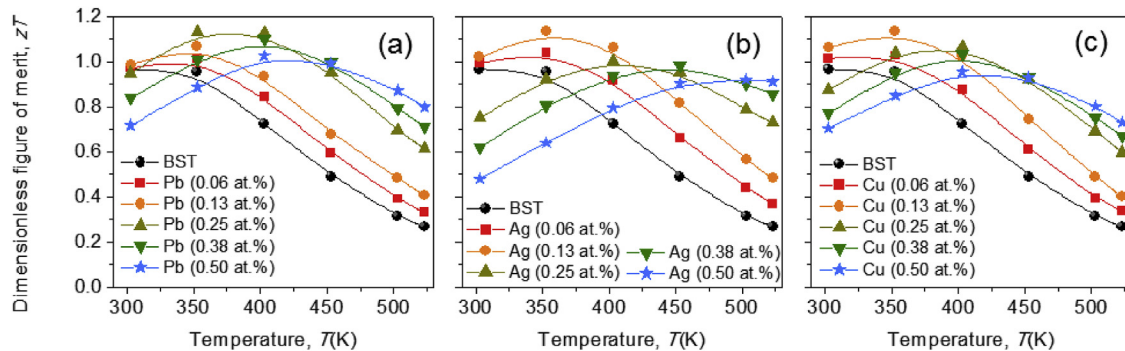 Dimensionless figure of merit, zT
1.2
1.0
0.8
0.6
0.4
0.2
0.0
(a)
BST
Pb (0.06 at.%)
Pb (0.13 at.%)
Pb (0.25 at.%)
Pb (0.38 at.%)
Pb (0.50 at.%)
300 350 400 450 500
Temperature, T(K)
(b)
BST
Ag (0.06 at.%)
Ag (0.13 at.%) Ag (0.38 at.%)
Ag (0.25 at.%) Ag (0.50 at.%)
300 350 400 450 500
Temperature, T(K)
(c)
BST
Cu (0.06 at.%)
Cu (0.13 at.%)
Cu (0.25 at.%)
Cu (0.38 at.%)
Cu (0.50 at.%)
300 350 400 450 500
Temperature, T(K)